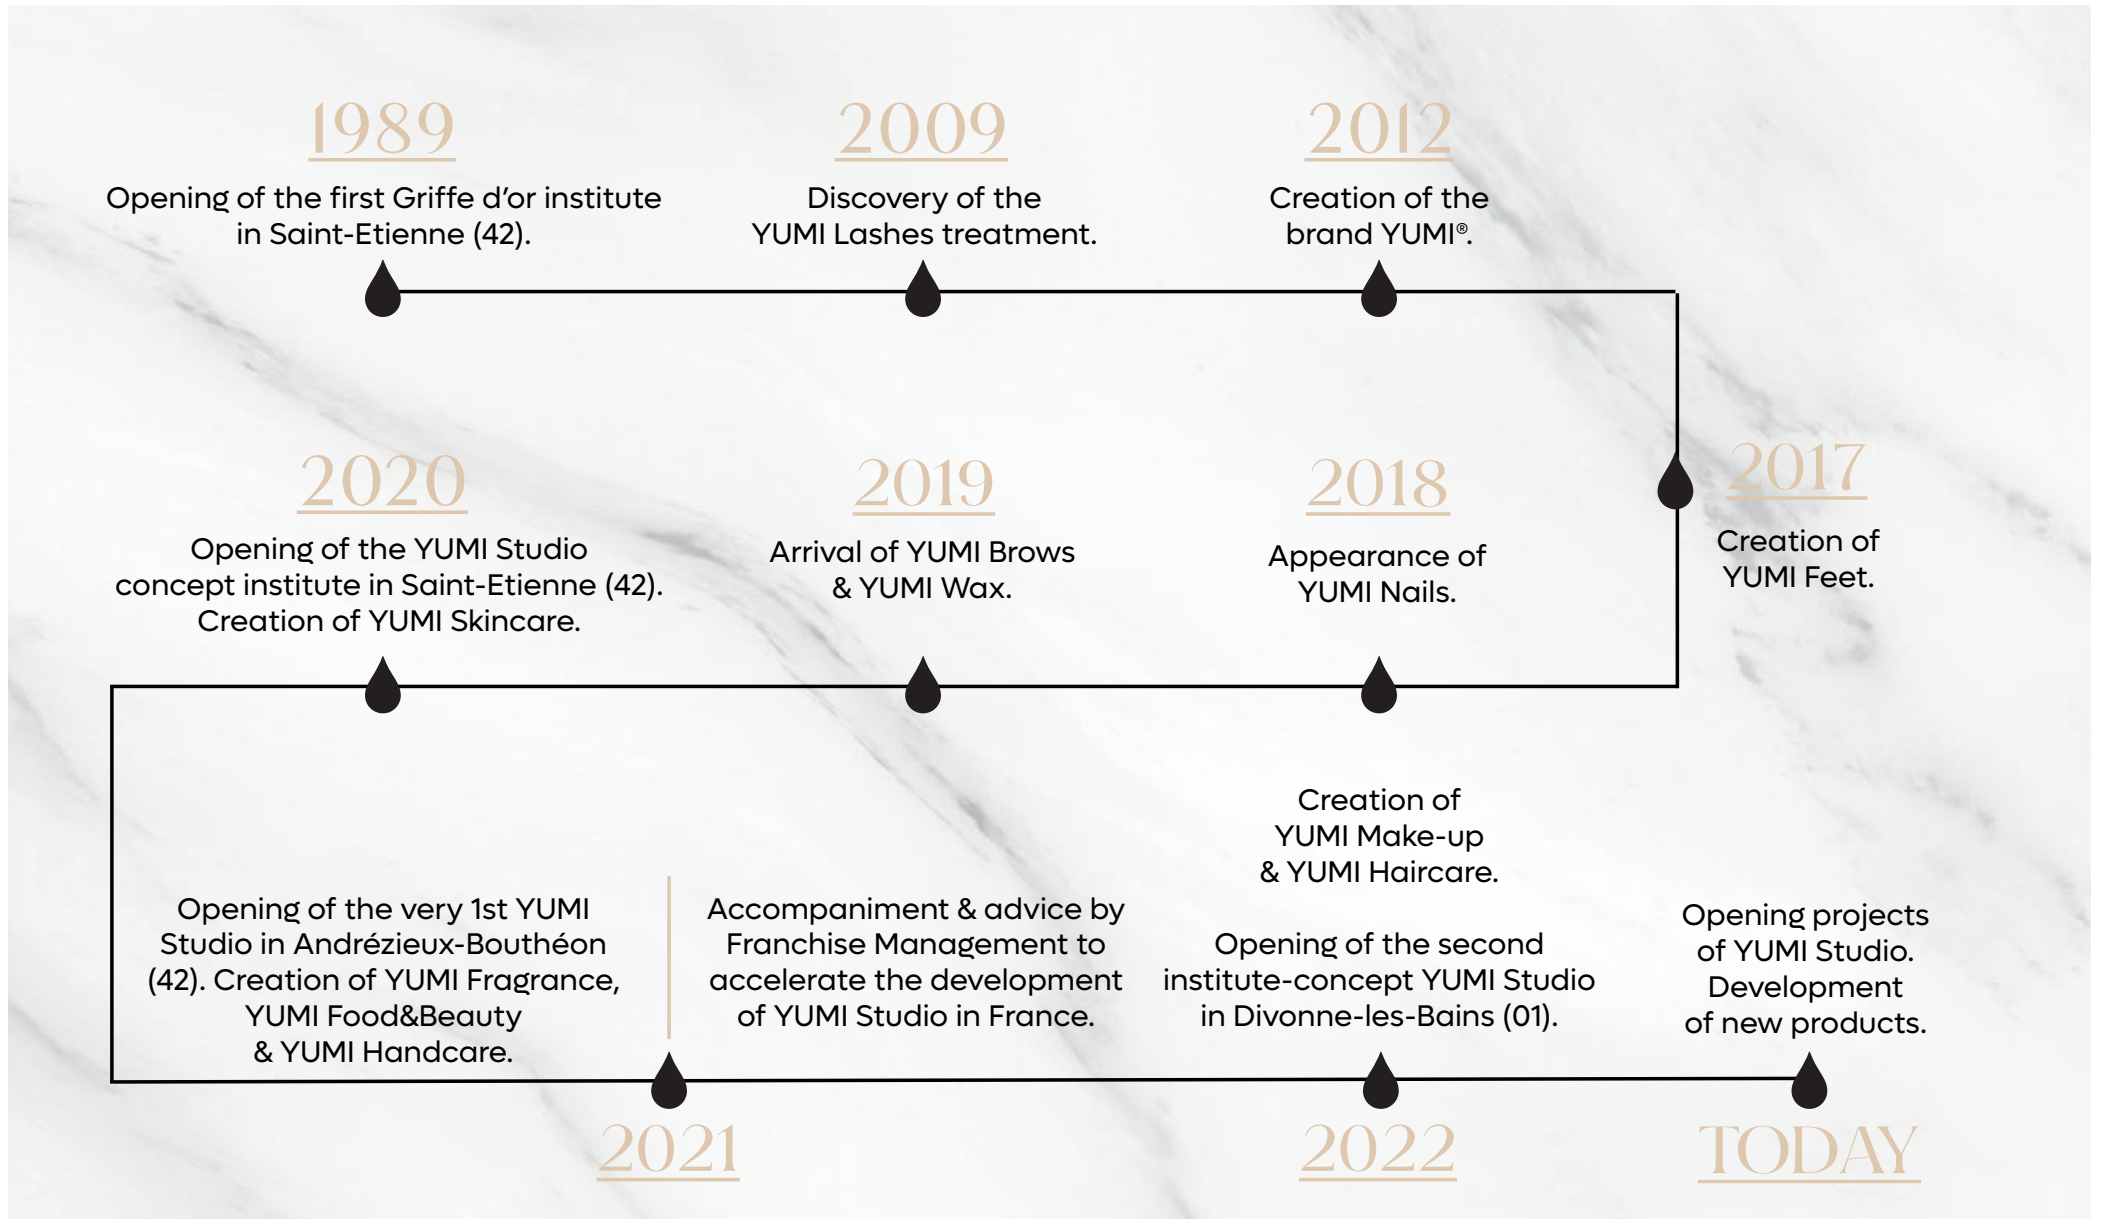 1989
Opening of the first Griffe d’or institute
in Saint-Etienne (42).
2009
Discovery of the
YUMI Lashes treatment.
2012
Creation of the
brand YUMI®.
2017
Creation of
YUMI Feet.
2018
Appearance of
YUMI Nails.
2019
Arrival of YUMI Brows
& YUMI Wax.
2020
Opening of the YUMI Studio
concept institute in Saint-Etienne (42).
Creation of YUMI Skincare.
Opening of the very 1st YUMI
Studio in Andrézieux-Bouthéon
(42). Creation of YUMI Fragrance,
YUMI Food&Beauty
& YUMI Handcare.
Accompaniment & advice by
Franchise Management to
accelerate the development
of YUMI Studio in France.
2021
Creation of
YUMI Make-up
& YUMI Haircare.
Opening of the second
institute-concept YUMI Studio
in Divonne-les-Bains (01).
2022
Opening projects
of YUMI Studio.
Development
of new products.
TODAY